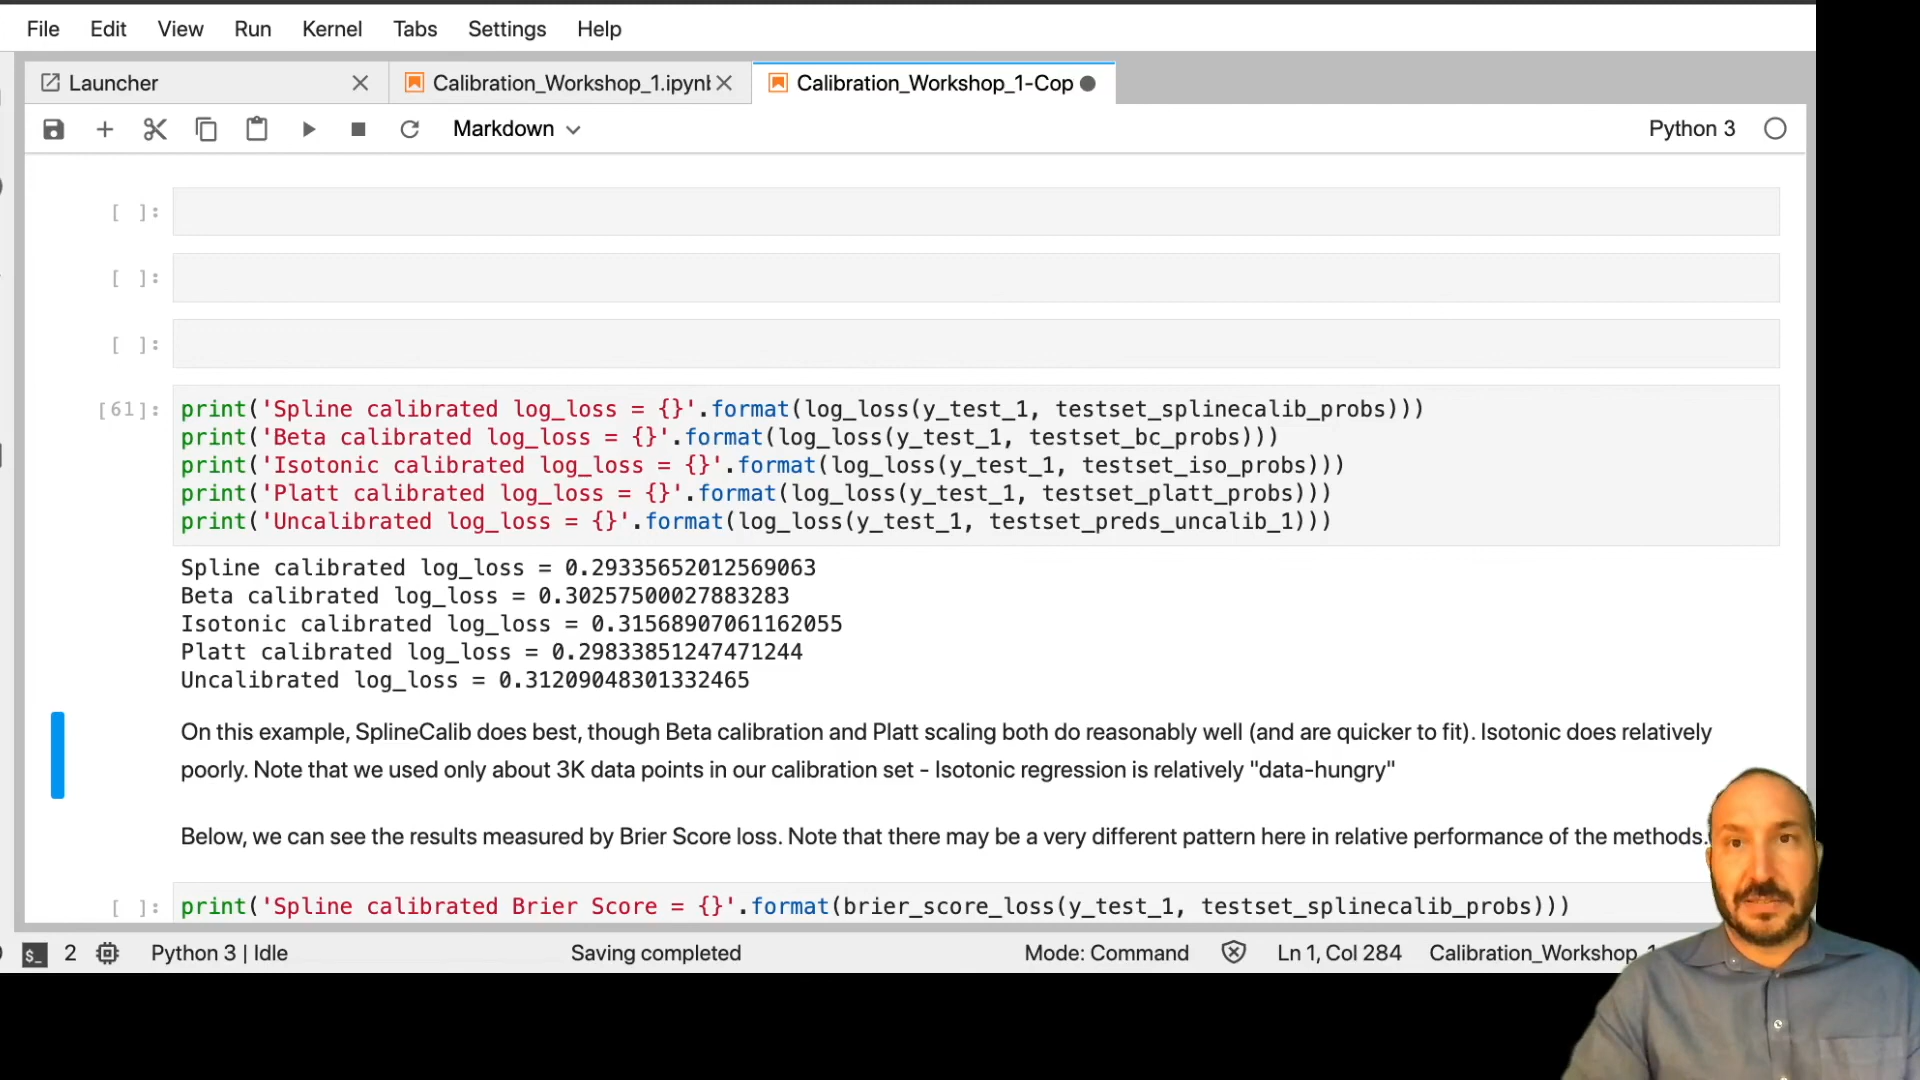 File Edit View Run Kernel Tabs Settings Help
Launcher Calibration_Workshop_1.ipynb Calibration_Workshop_1-Cop
Markdown Python 3
[ ]:
[ ]:
[ ]:
[61]: print('Spline calibrated log_loss = {}'.format(log_loss(y_test_1, testset_splinecalib_probs)))
print('Beta calibrated log_loss = {}'.format(log_loss(y_test_1, testset_bc_probs)))
print('Isotonic calibrated log_loss = {}'.format(log_loss(y_test_1, testset_iso_probs)))
print('Platt calibrated log_loss = {}'.format(log_loss(y_test_1, testset_platt_probs)))
print('Uncalibrated log_loss = {}'.format(log_loss(y_test_1, testset_preds_uncalib_1)))
Spline calibrated log_loss = 0.29335652012569063
Beta calibrated log_loss = 0.30257500027883283
Isotonic calibrated log_loss = 0.31568907061162055
Platt calibrated log_loss = 0.29833851247471244
Uncalibrated log_loss = 0.31209048301332465
On this example, SplineCalib does best, though Beta calibration and Platt scaling both do reasonably well (and are quicker to fit). Isotonic does relatively
poorly. Note that we used only about 3K data points in our calibration set - Isotonic regression is relatively "data-hungry"
Below, we can see the results measured by Brier Score loss. Note that there may be a very different pattern here in relative performance of the methods.
[ ]: print('Spline calibrated Brier Score = {}'.format(brier_score_loss(y_test_1, testset_splinecalib_probs)))
$_ 2 Python 3 | Idle Saving completed Mode: Command Ln 1, Col 284 Calibration_Workshop_1